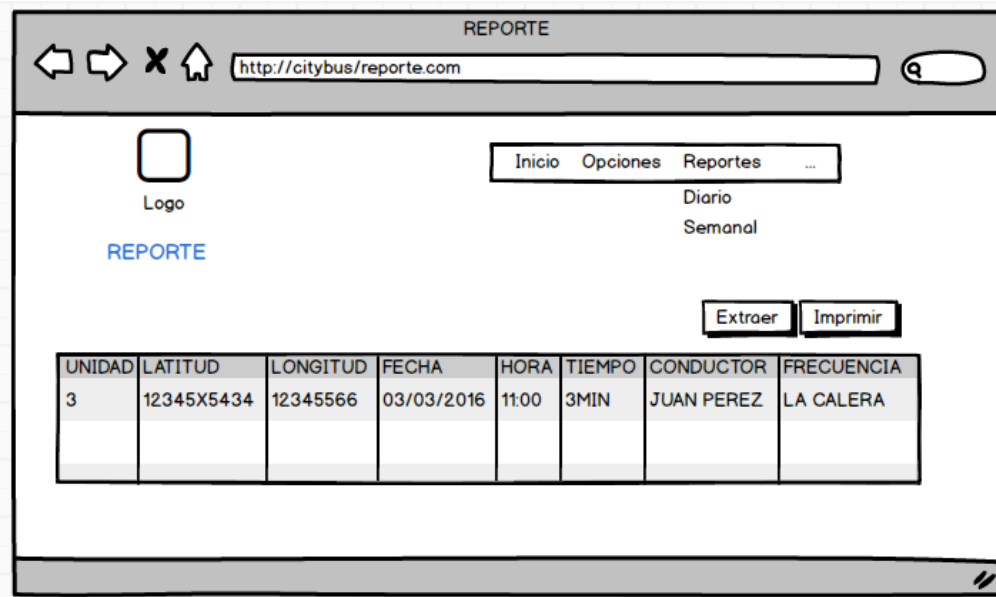 REPORTE
http://citybus/reporte.com
Inicio Opciones Reportes ...
Logo
Diario
Semanal
REPORTE
Extraer Imprimir
UNIDAD LATITUD LONGITUD FECHA HORA TIEMPO CONDUCTOR FRECUENCIA
3 12345X5434 12345566 03/03/2016 11:00 3MIN JUAN PEREZ LA CALERA